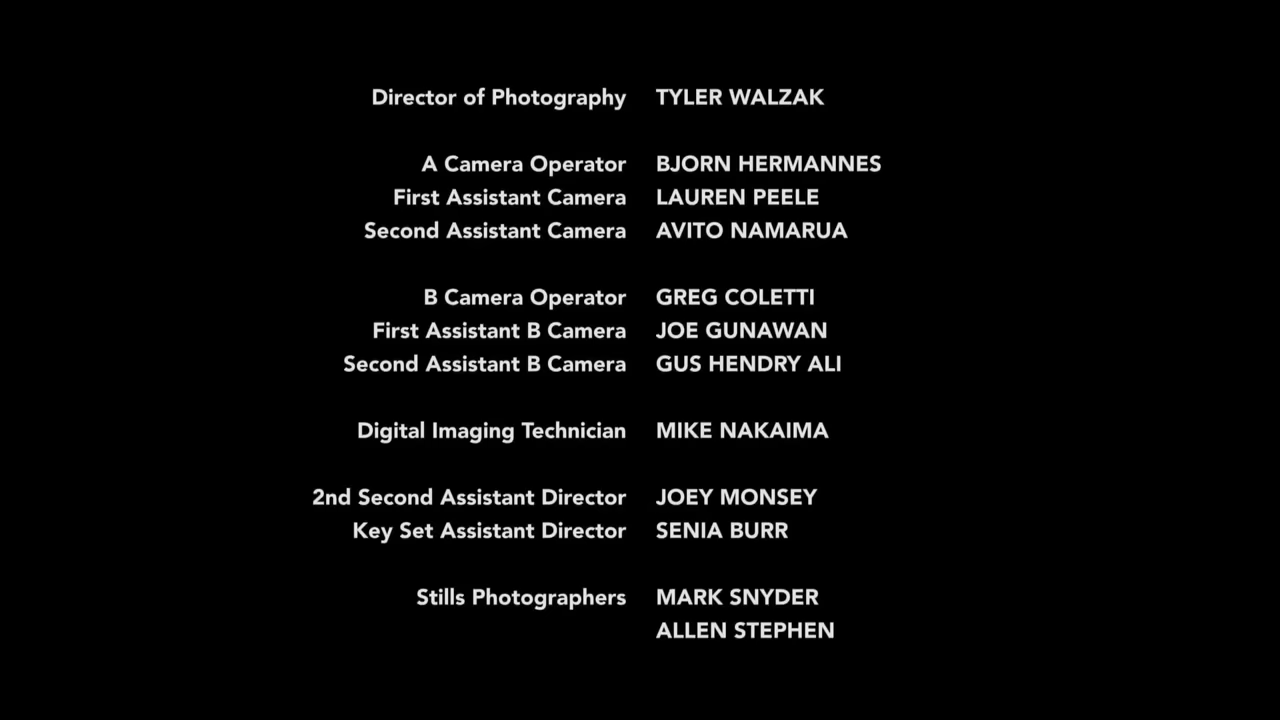 Director of Photography TYLER WALZAK
A Camera Operator BJORN HERMANNES
First Assistant Camera LAUREN PEELE
Second Assistant Camera AVITO NAMARUA
B Camera Operator GREG COLETTI
First Assistant B Camera JOE GUNAWAN
Second Assistant B Camera GUS HENDRY ALI
Digital Imaging Technician MIKE NAKAIMA
2nd Second Assistant Director JOEY MONSEY
Key Set Assistant Director SENIA BURR
Stills Photographers MARK SNYDER
ALLEN STEPHEN